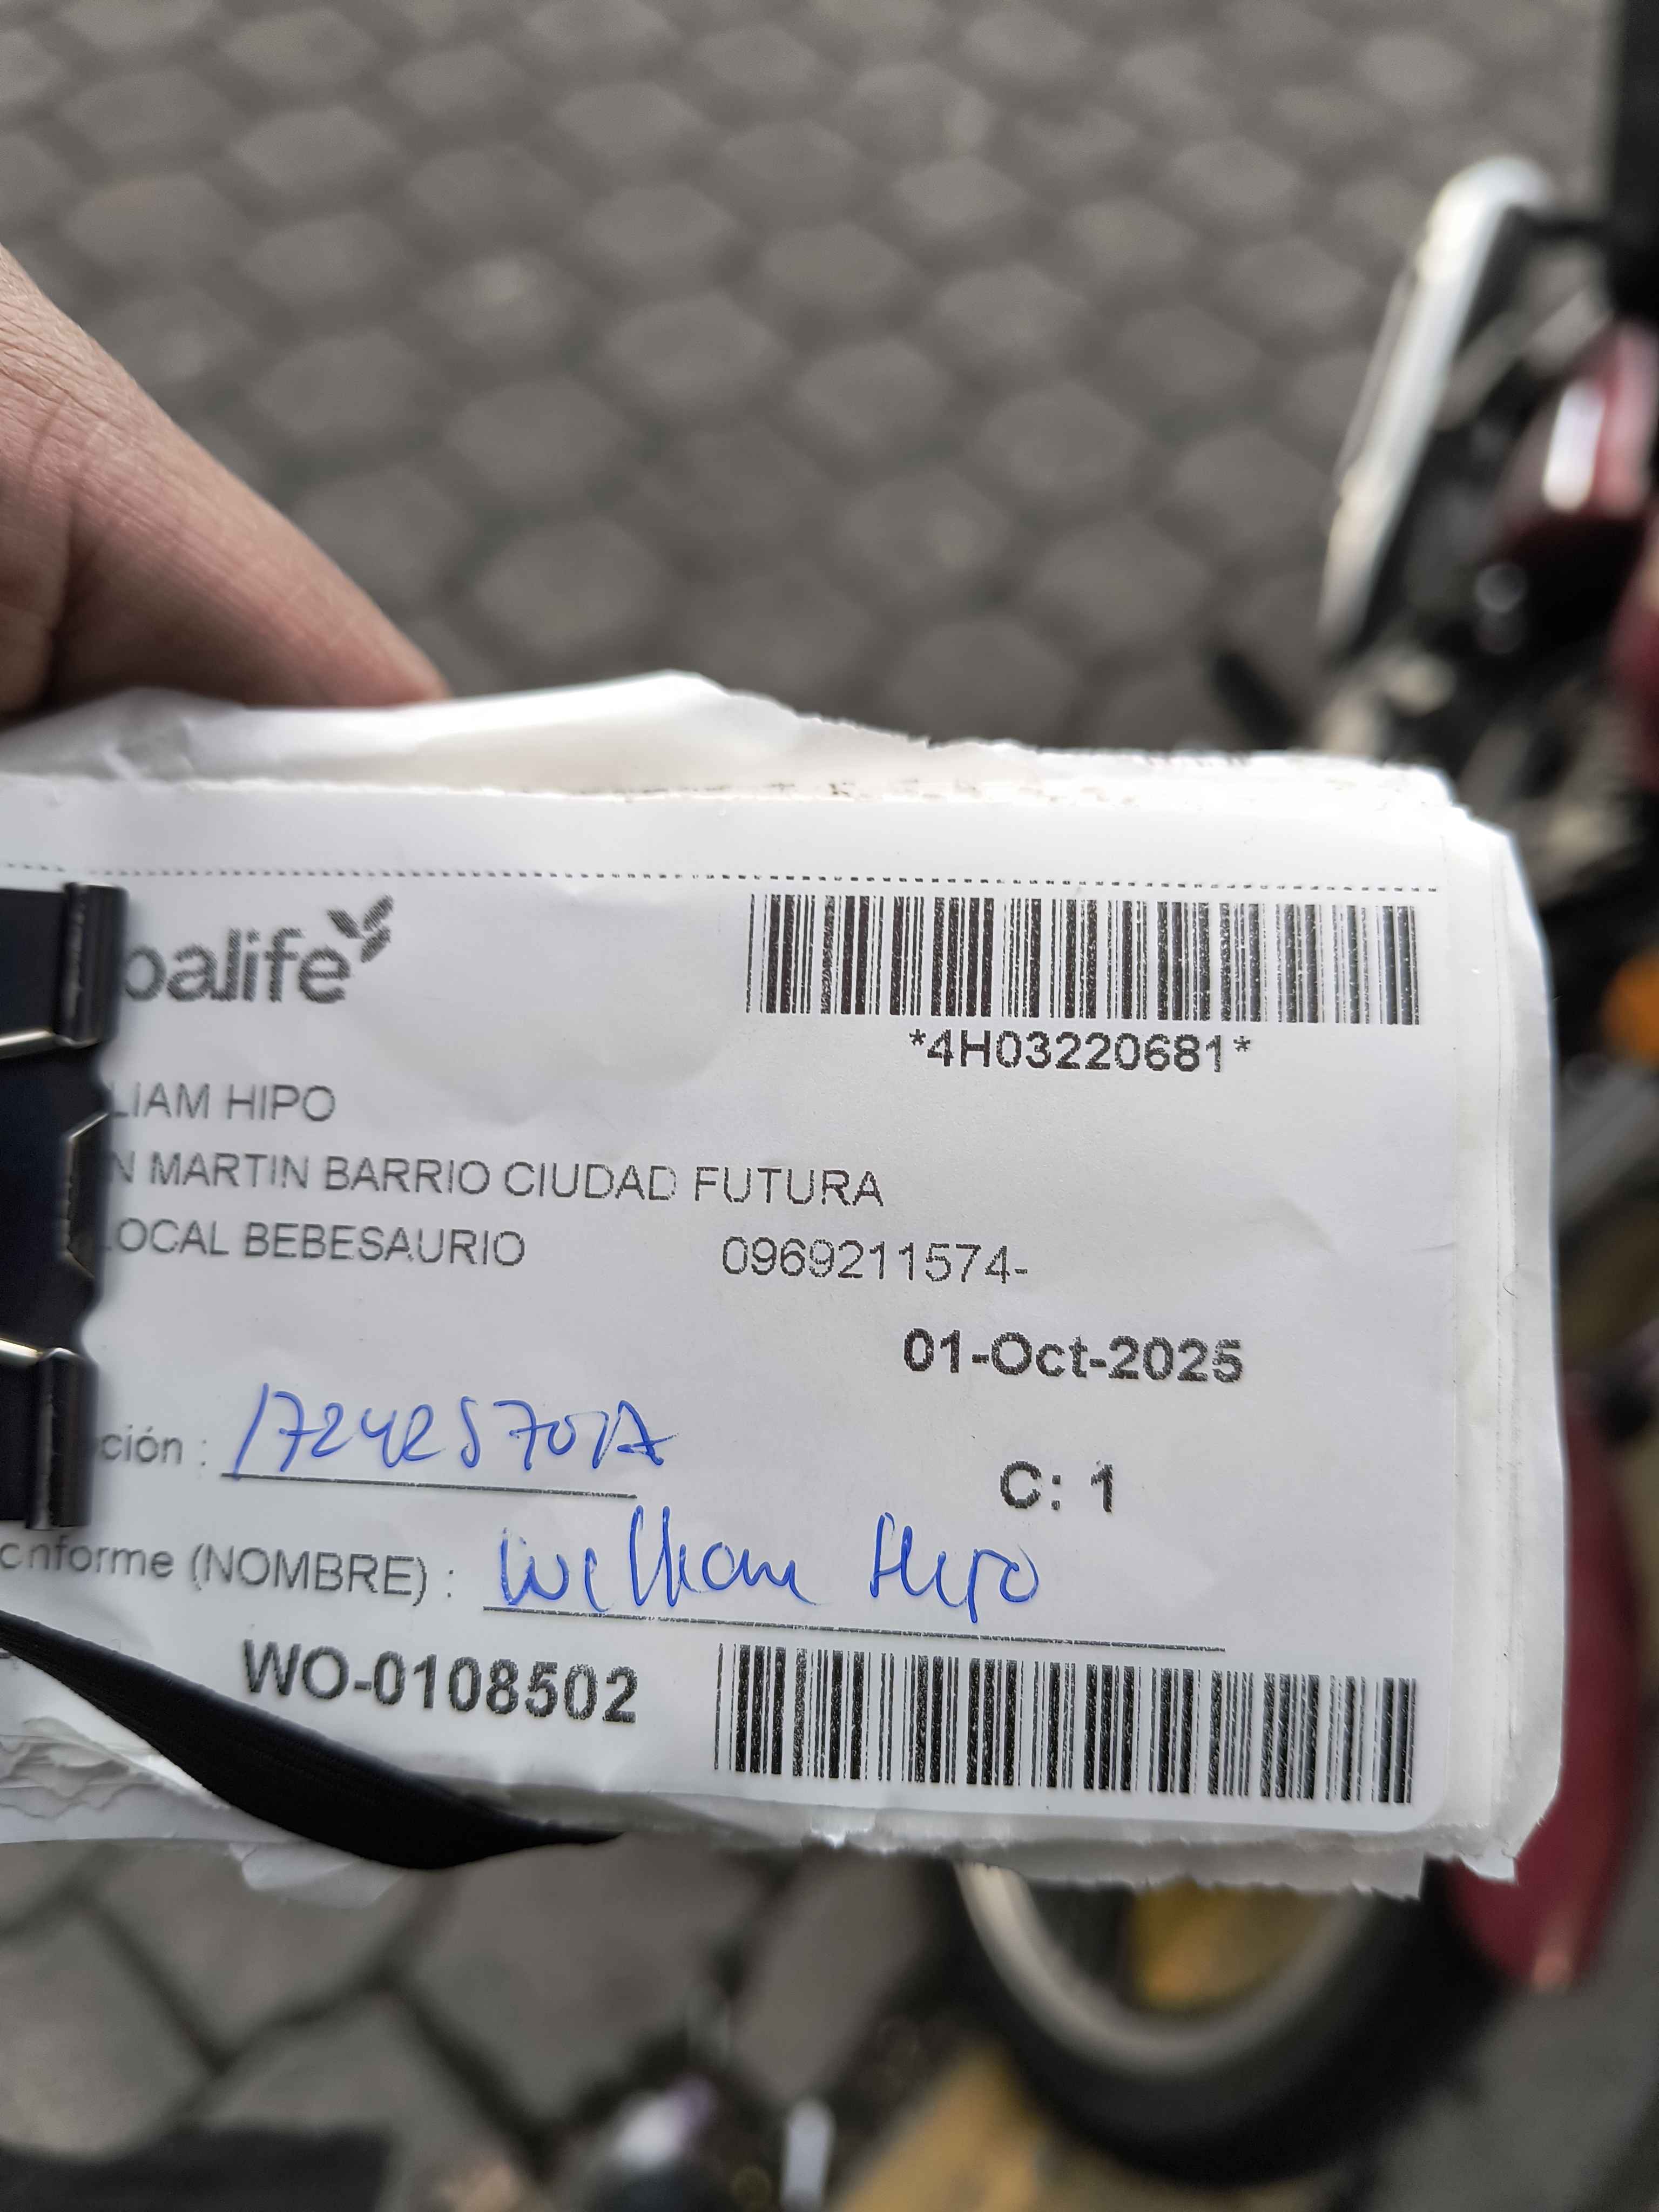 balife
*4H03220681*
LIAM HIPO
N MARTIN BARRIO CIUDAD FUTURA
LOCAL BEBESAURIO 0969211574-
01-Oct-2025
ción :
C: 1
onforme (NOMBRE) : William Hipo
WO-0108502